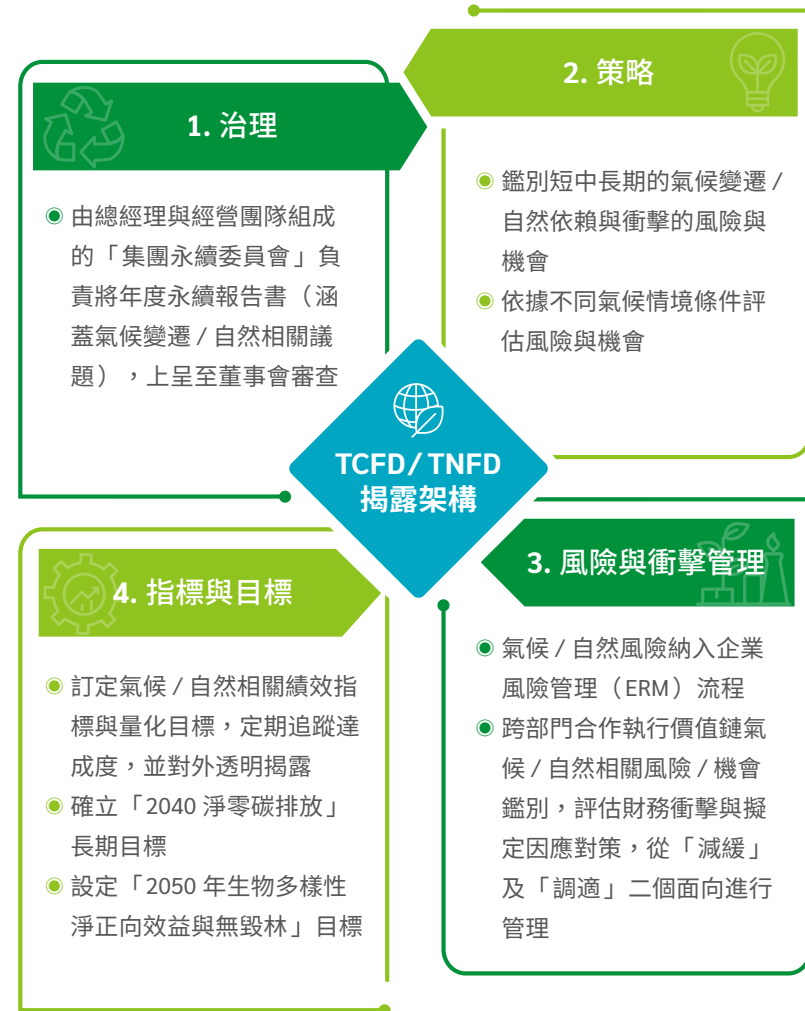 1. 治理
由總經理與經營團隊組成
的「集團永續委員會」負
責將年度永續報告書（涵
蓋氣候變遷 / 自然相關議
題），上呈至董事會審查
2. 策略
鑑別短中長期的氣候變遷 /
自然依賴與衝擊的風險與
機會
依據不同氣候情境條件評
估風險與機會
TCFD/ TNFD
揭露架構
3. 風險與衝擊管理
氣候 / 自然風險納入企業
風險管理（ERM）流程
跨部門合作執行價值鏈氣
候 / 自然相關風險 / 機會
鑑別，評估財務衝擊與擬
定因應對策，從「減緩」
及「調適」二個面向進行
管理
4. 指標與目標
訂定氣候 / 自然相關績效指
標與量化目標，定期追蹤達
成度，並對外透明揭露
確立「2040 淨零碳排放」
長期目標
設定「2050 年生物多樣性
淨正向效益與無毀林」目標